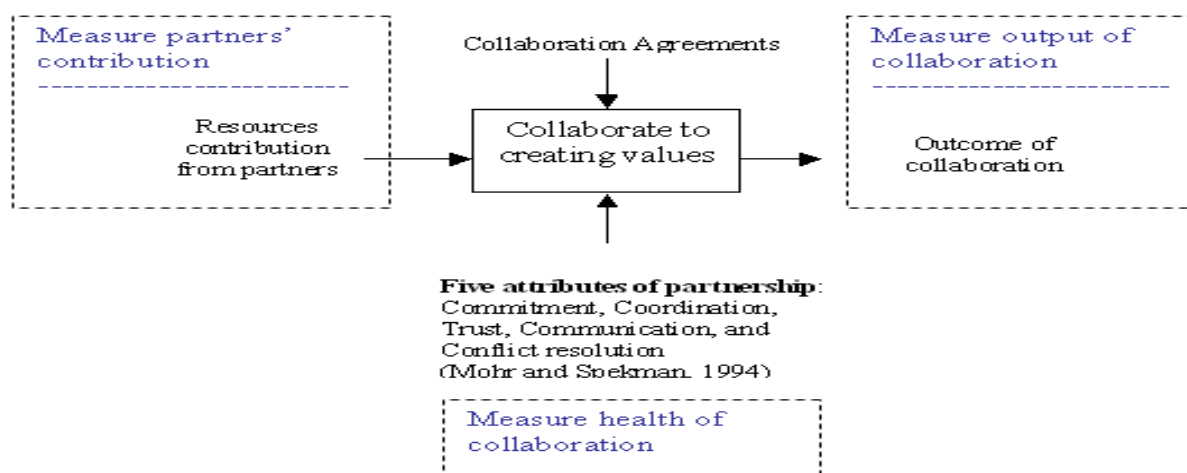 Measure partners'
contribution
Resources
contribution
from partners
Collaboration Agreements
Collaborate to
creating values
Measure output of
collaboration
Outcome of
collaboration
Five attributes of partnership:
Commitment, Coordination,
Trust, Communication, and
Conflict resolution
(Mohr and Spekman, 1994)
Measure health of
collaboration